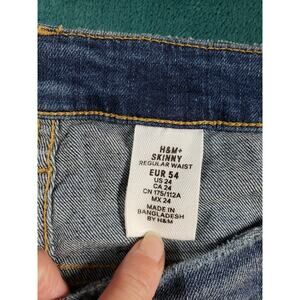 H&M+
SKINNY
REGULAR WAIST
EUR 54
US 24
CA 24
CN 175/112A
MX 24
MADE IN
BANGLADESH
BY H&M